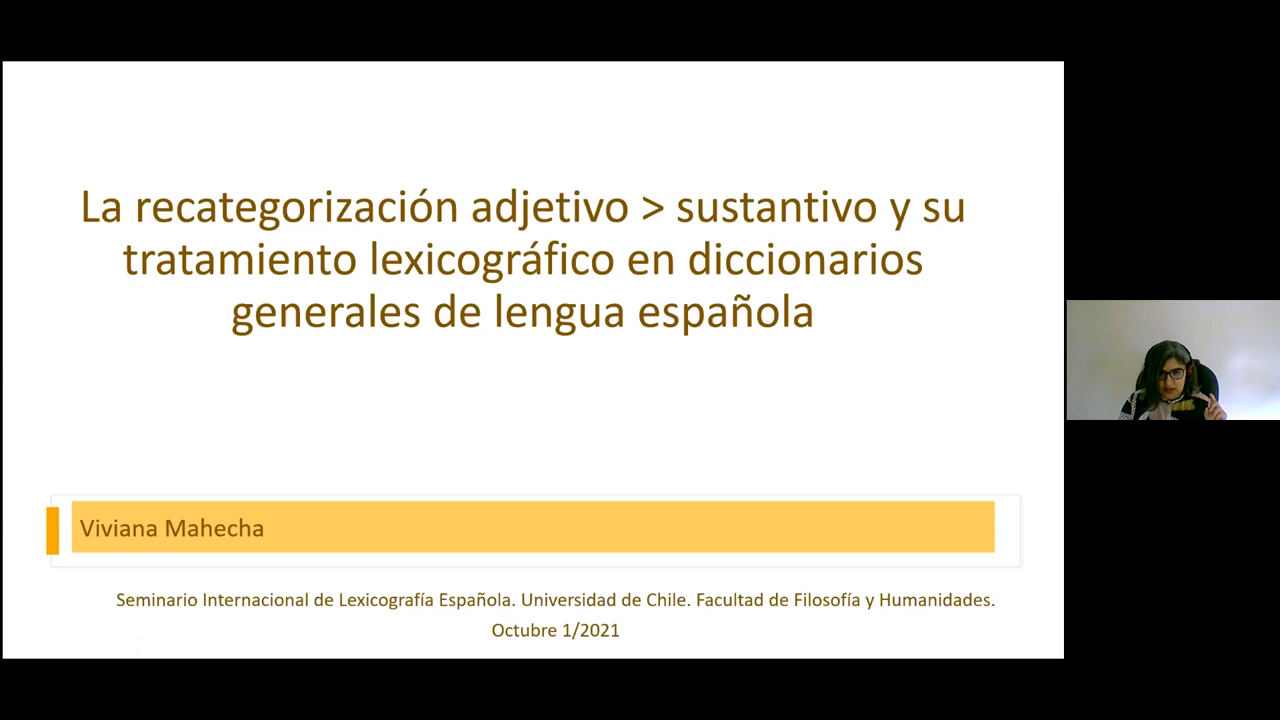 La recategorización adjetivo > sustantivo y su
tratamiento lexicográfico en diccionarios
generales de lengua española
Viviana Mahecha
Seminario Internacional de Lexicografía Española. Universidad de Chile. Facultad de Filosofía y Humanidades.
Octubre 1/2021